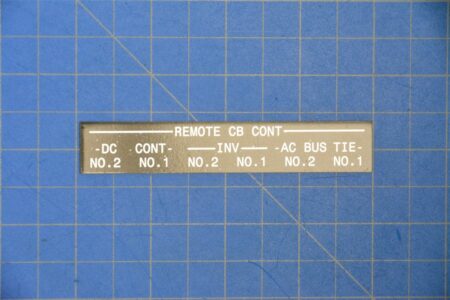 REMOTE CB CONT
-DC CONT- INV -AC BUS TIE-
NO.2 NO.1 NO.2 NO.1 NO.2 NO.1